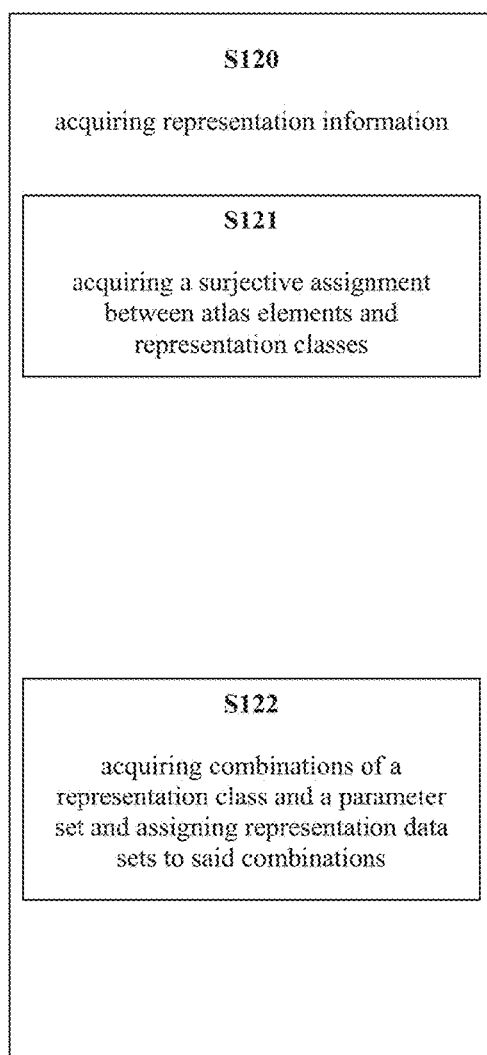 S120
acquiring representation information
S121
acquiring a surjective assignment
between atlas elements and
representation classes
S122
acquiring combinations of a
representation class and a parameter
set and assigning representation data
sets to said combinations